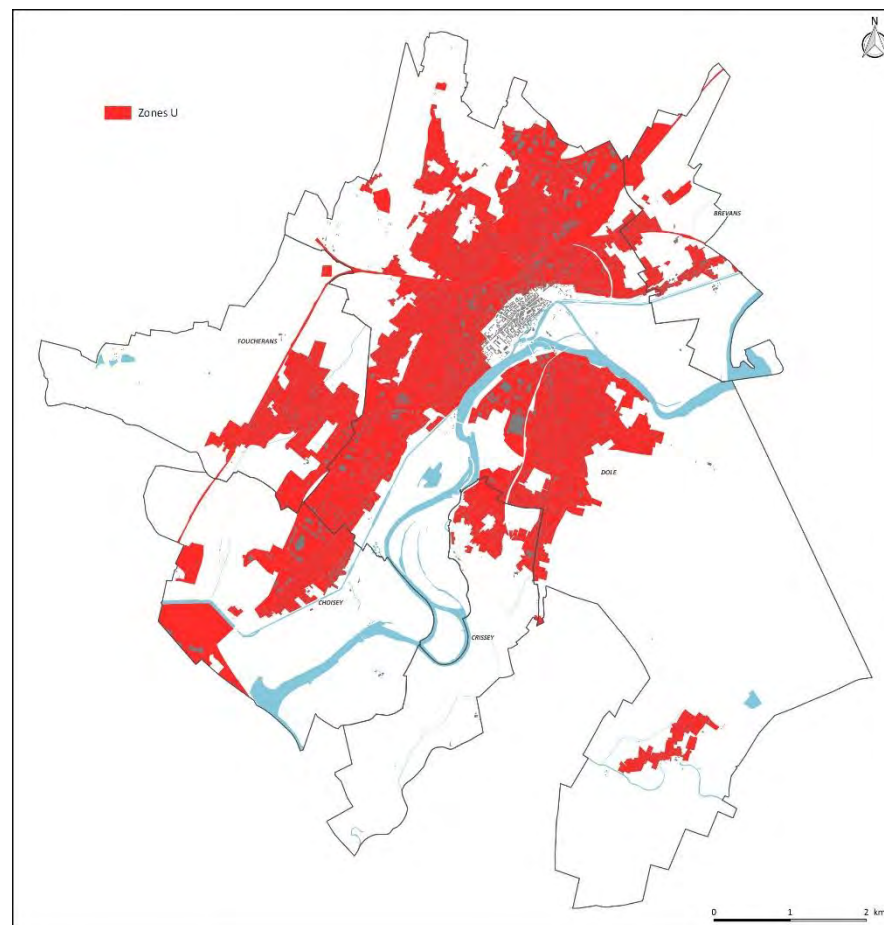 N
Zones U
BREVANS
FOUCHERANS
DOLE
CHOISEY
CRISSEY
0 1 2 km